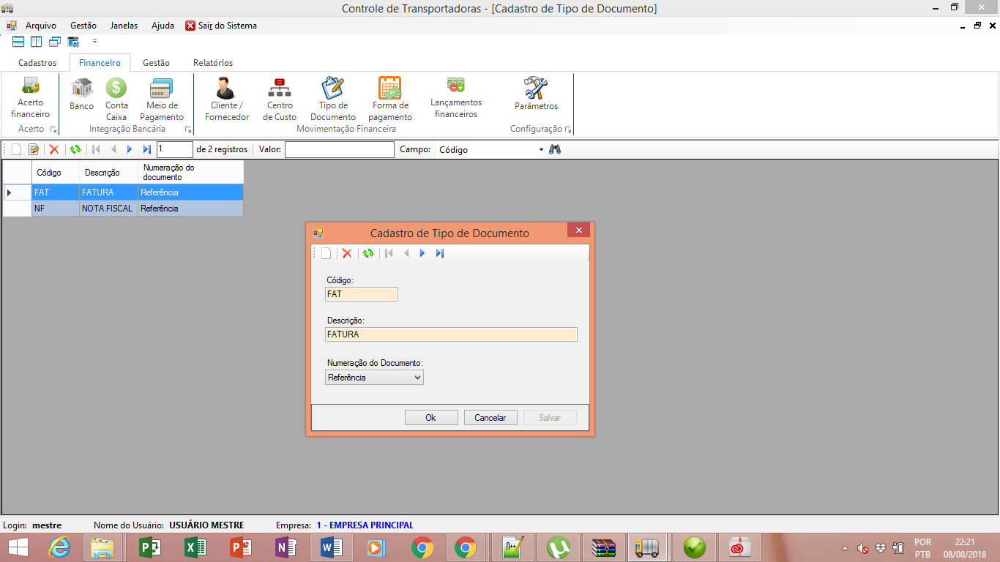 Controle de Transportadoras - [Cadastro de Tipo de Documento]
Arquivo Gestão Janelas Ajuda Sair do Sistema
Cadastros Financeiro Gestão Relatórios
Acerto financeiro
Banco
Conta Caixa
Meio de Pagamento
Cliente / Fornecedor
Centro de Custo
Tipo de Documento
Forma de pagamento
Lançamentos financeiros
Parâmetros
Acerto Integração Bancária Movimentação Financeira Configuração
1 de 2 registros Valor: Campo: Código
Código Descrição Numeração do documento
FAT FATURA Referência
NF NOTA FISCAL Referência
Cadastro de Tipo de Documento
Código:
FAT
Descrição:
FATURA
Numeração do Documento:
Referência
Ok Cancelar Salvar
Login: mestre Nome do Usuário: USUÁRIO MESTRE Empresa: 1 - EMPRESA PRINCIPAL
POR 22:21
PTB 08/08/2018